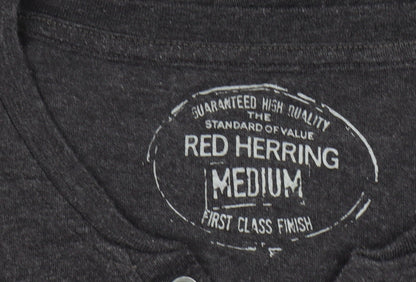 GUARANTEED HIGH QUALITY
THE
STANDARD OF VALUE
RED HERRING
MEDIUM
FIRST CLASS FINISH